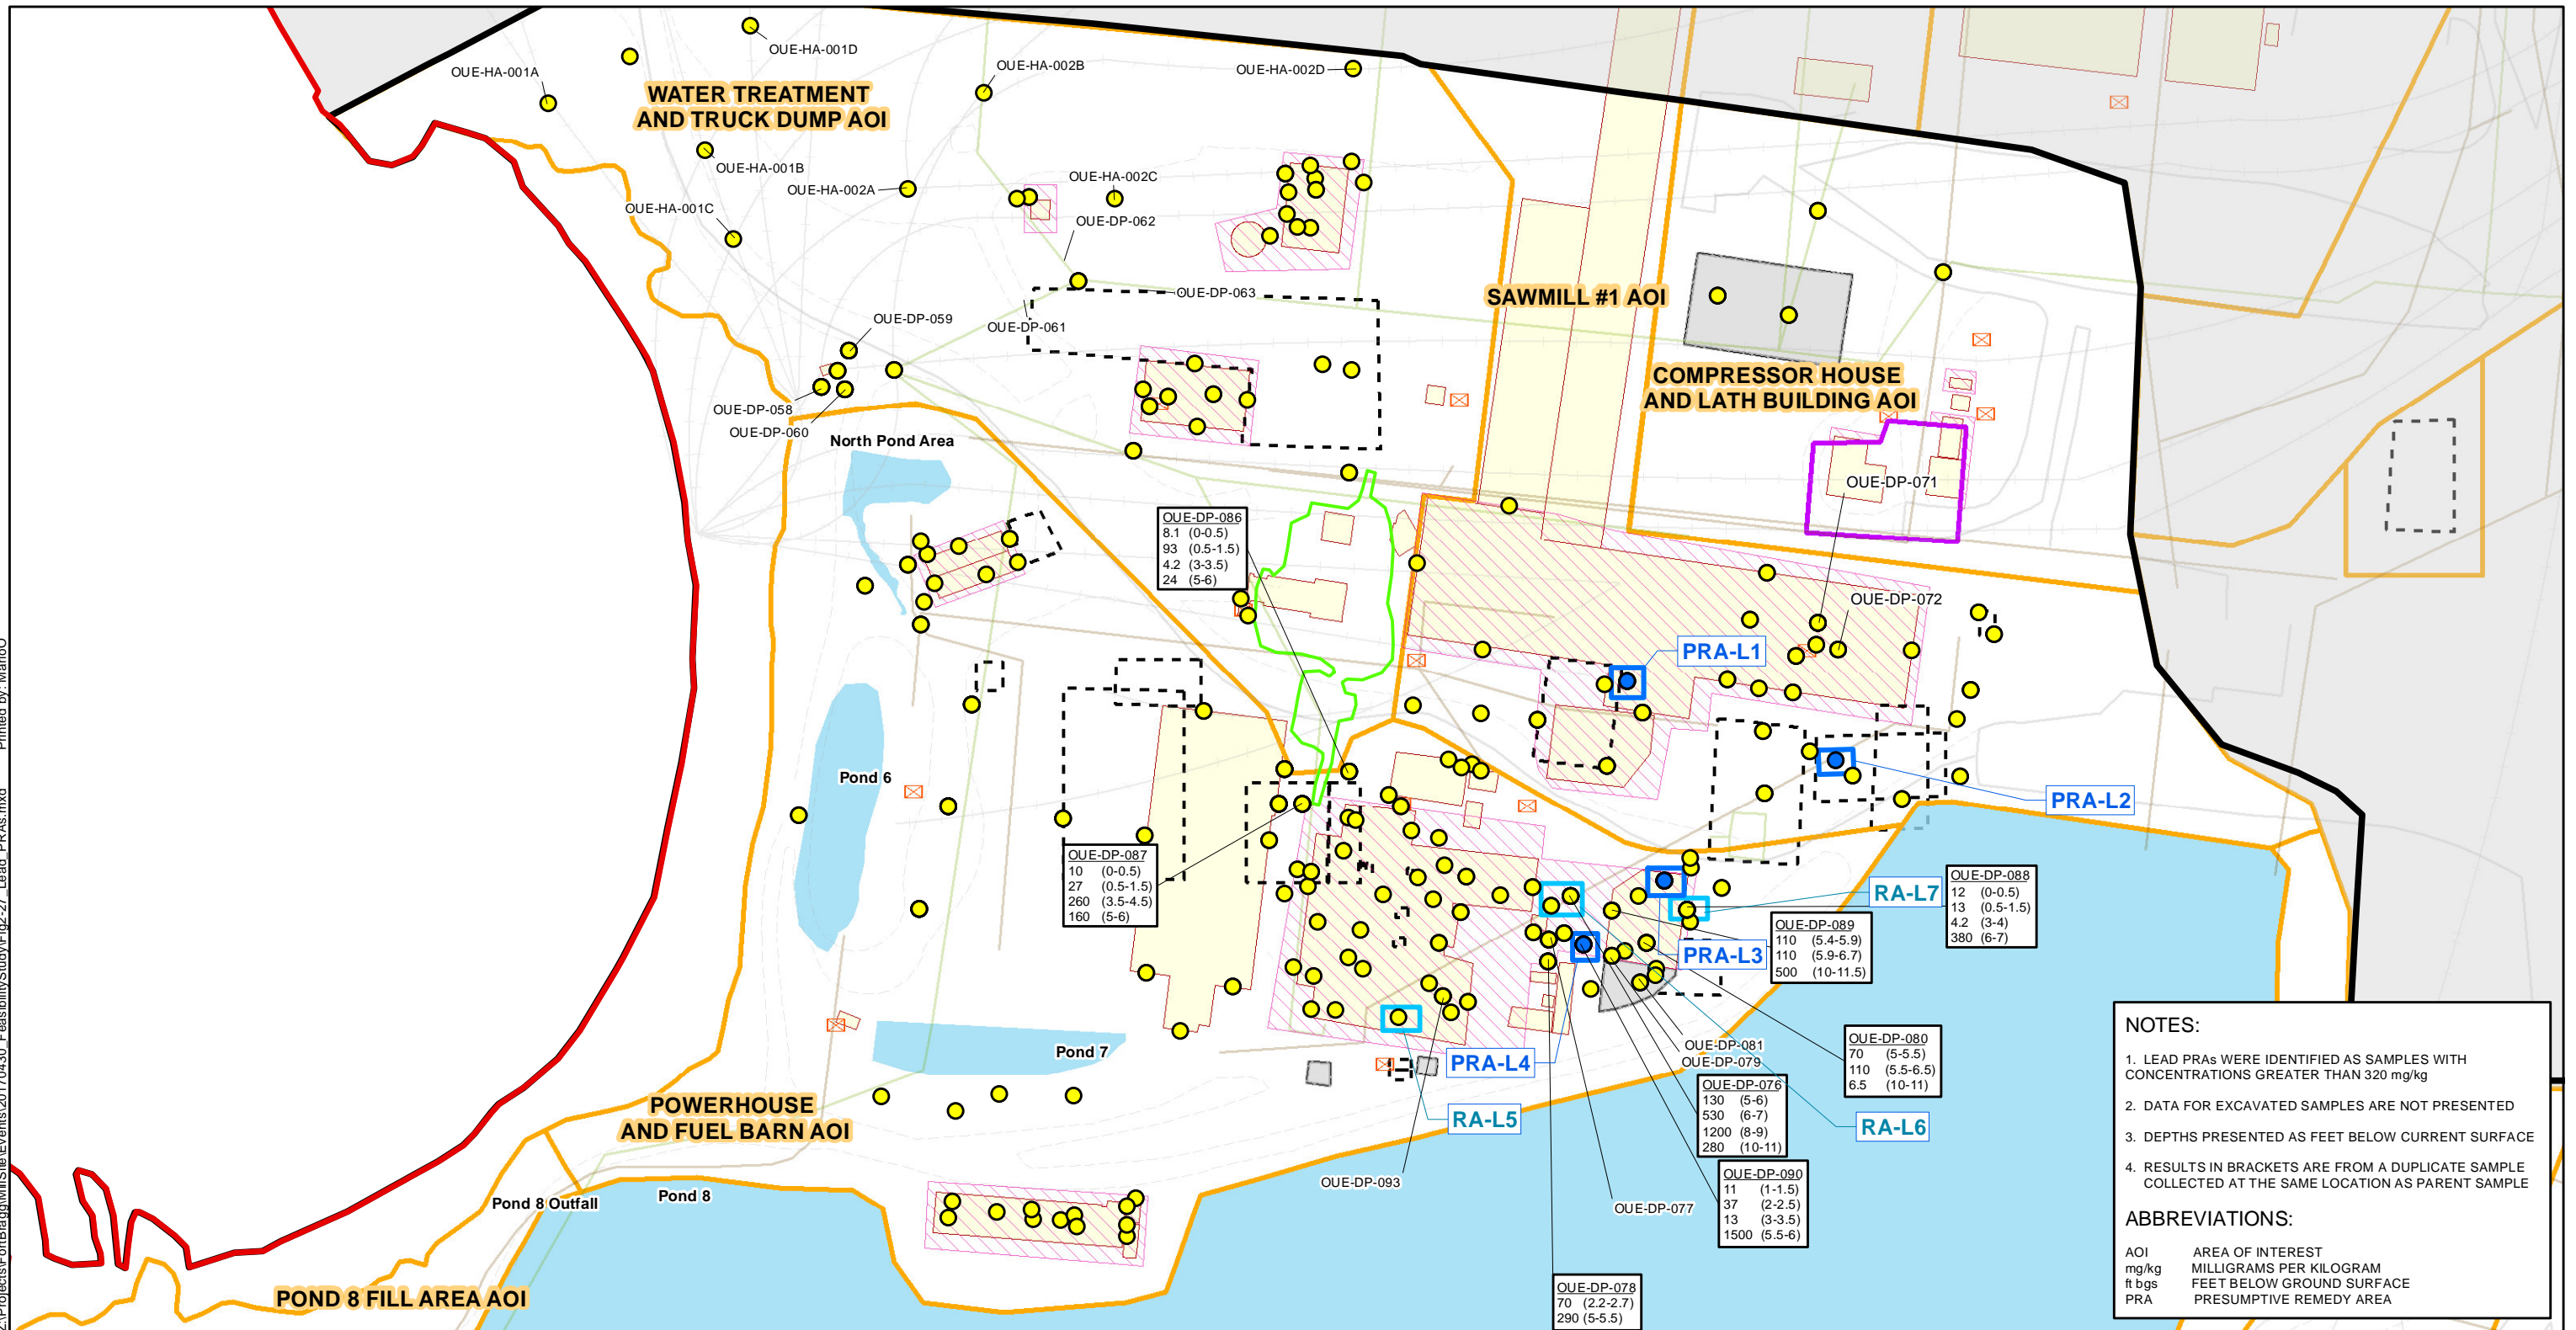 OUE-HA-001D
OUE-HA-001A
OUE-HA-002B
OUE-HA-002D
WATER TREATMENT
AND TRUCK DUMP AOI
OUE-HA-001B
OUE-HA-002A
OUE-HA-002C
OUE-HA-001C
OUE-DP-062
OUE-DP-063
SAWMILL #1 AOI
OUE-DP-059
OUE-DP-061
COMPRESSOR HOUSE
AND LATH BUILDING AOI
OUE-DP-058
OUE-DP-060
North Pond Area
OUE-DP-071
OUE-DP-086
8.1 (0-0.5)
93 (0.5-1.5)
4.2 (3-3.5)
24 (5-6)
OUE-DP-072
PRA-L1
Pond 6
PRA-L2
OUE-DP-087
10 (0-0.5)
27 (0.5-1.5)
260 (3.5-4.5)
160 (5-6)
RA-L7
OUE-DP-088
12 (0-0.5)
13 (0.5-1.5)
4.2 (3-4)
380 (6-7)
OUE-DP-089
110 (5.4-5.9)
110 (5.9-6.7)
500 (10-11.5)
PRA-L3
Pond 7
PRA-L4
OUE-DP-081
OUE-DP-079
OUE-DP-080
70 (5-5.5)
110 (5.5-6.5)
6.5 (10-11)
OUE-DP-076
130 (5-6)
530 (6-7)
1200 (8-9)
280 (10-11)
RA-L5
RA-L6
POWERHOUSE
AND FUEL BARN AOI
OUE-DP-093
OUE-DP-090
11 (1-1.5)
37 (2-2.5)
13 (3-3.5)
1500 (5.5-6)
OUE-DP-077
Pond 8 Outfall
Pond 8
POND 8 FILL AREA AOI
OUE-DP-078
70 (2.2-2.7)
290 (5-5.5)
NOTES:
1. LEAD PRAs WERE IDENTIFIED AS SAMPLES WITH
CONCENTRATIONS GREATER THAN 320 mg/kg
2. DATA FOR EXCAVATED SAMPLES ARE NOT PRESENTED
3. DEPTHS PRESENTED AS FEET BELOW CURRENT SURFACE
4. RESULTS IN BRACKETS ARE FROM A DUPLICATE SAMPLE
COLLECTED AT THE SAME LOCATION AS PARENT SAMPLE
ABBREVIATIONS:
AOI AREA OF INTEREST
mg/kg MILLIGRAMS PER KILOGRAM
ft bgs FEET BELOW GROUND SURFACE
PRA PRESUMPTIVE REMEDY AREA